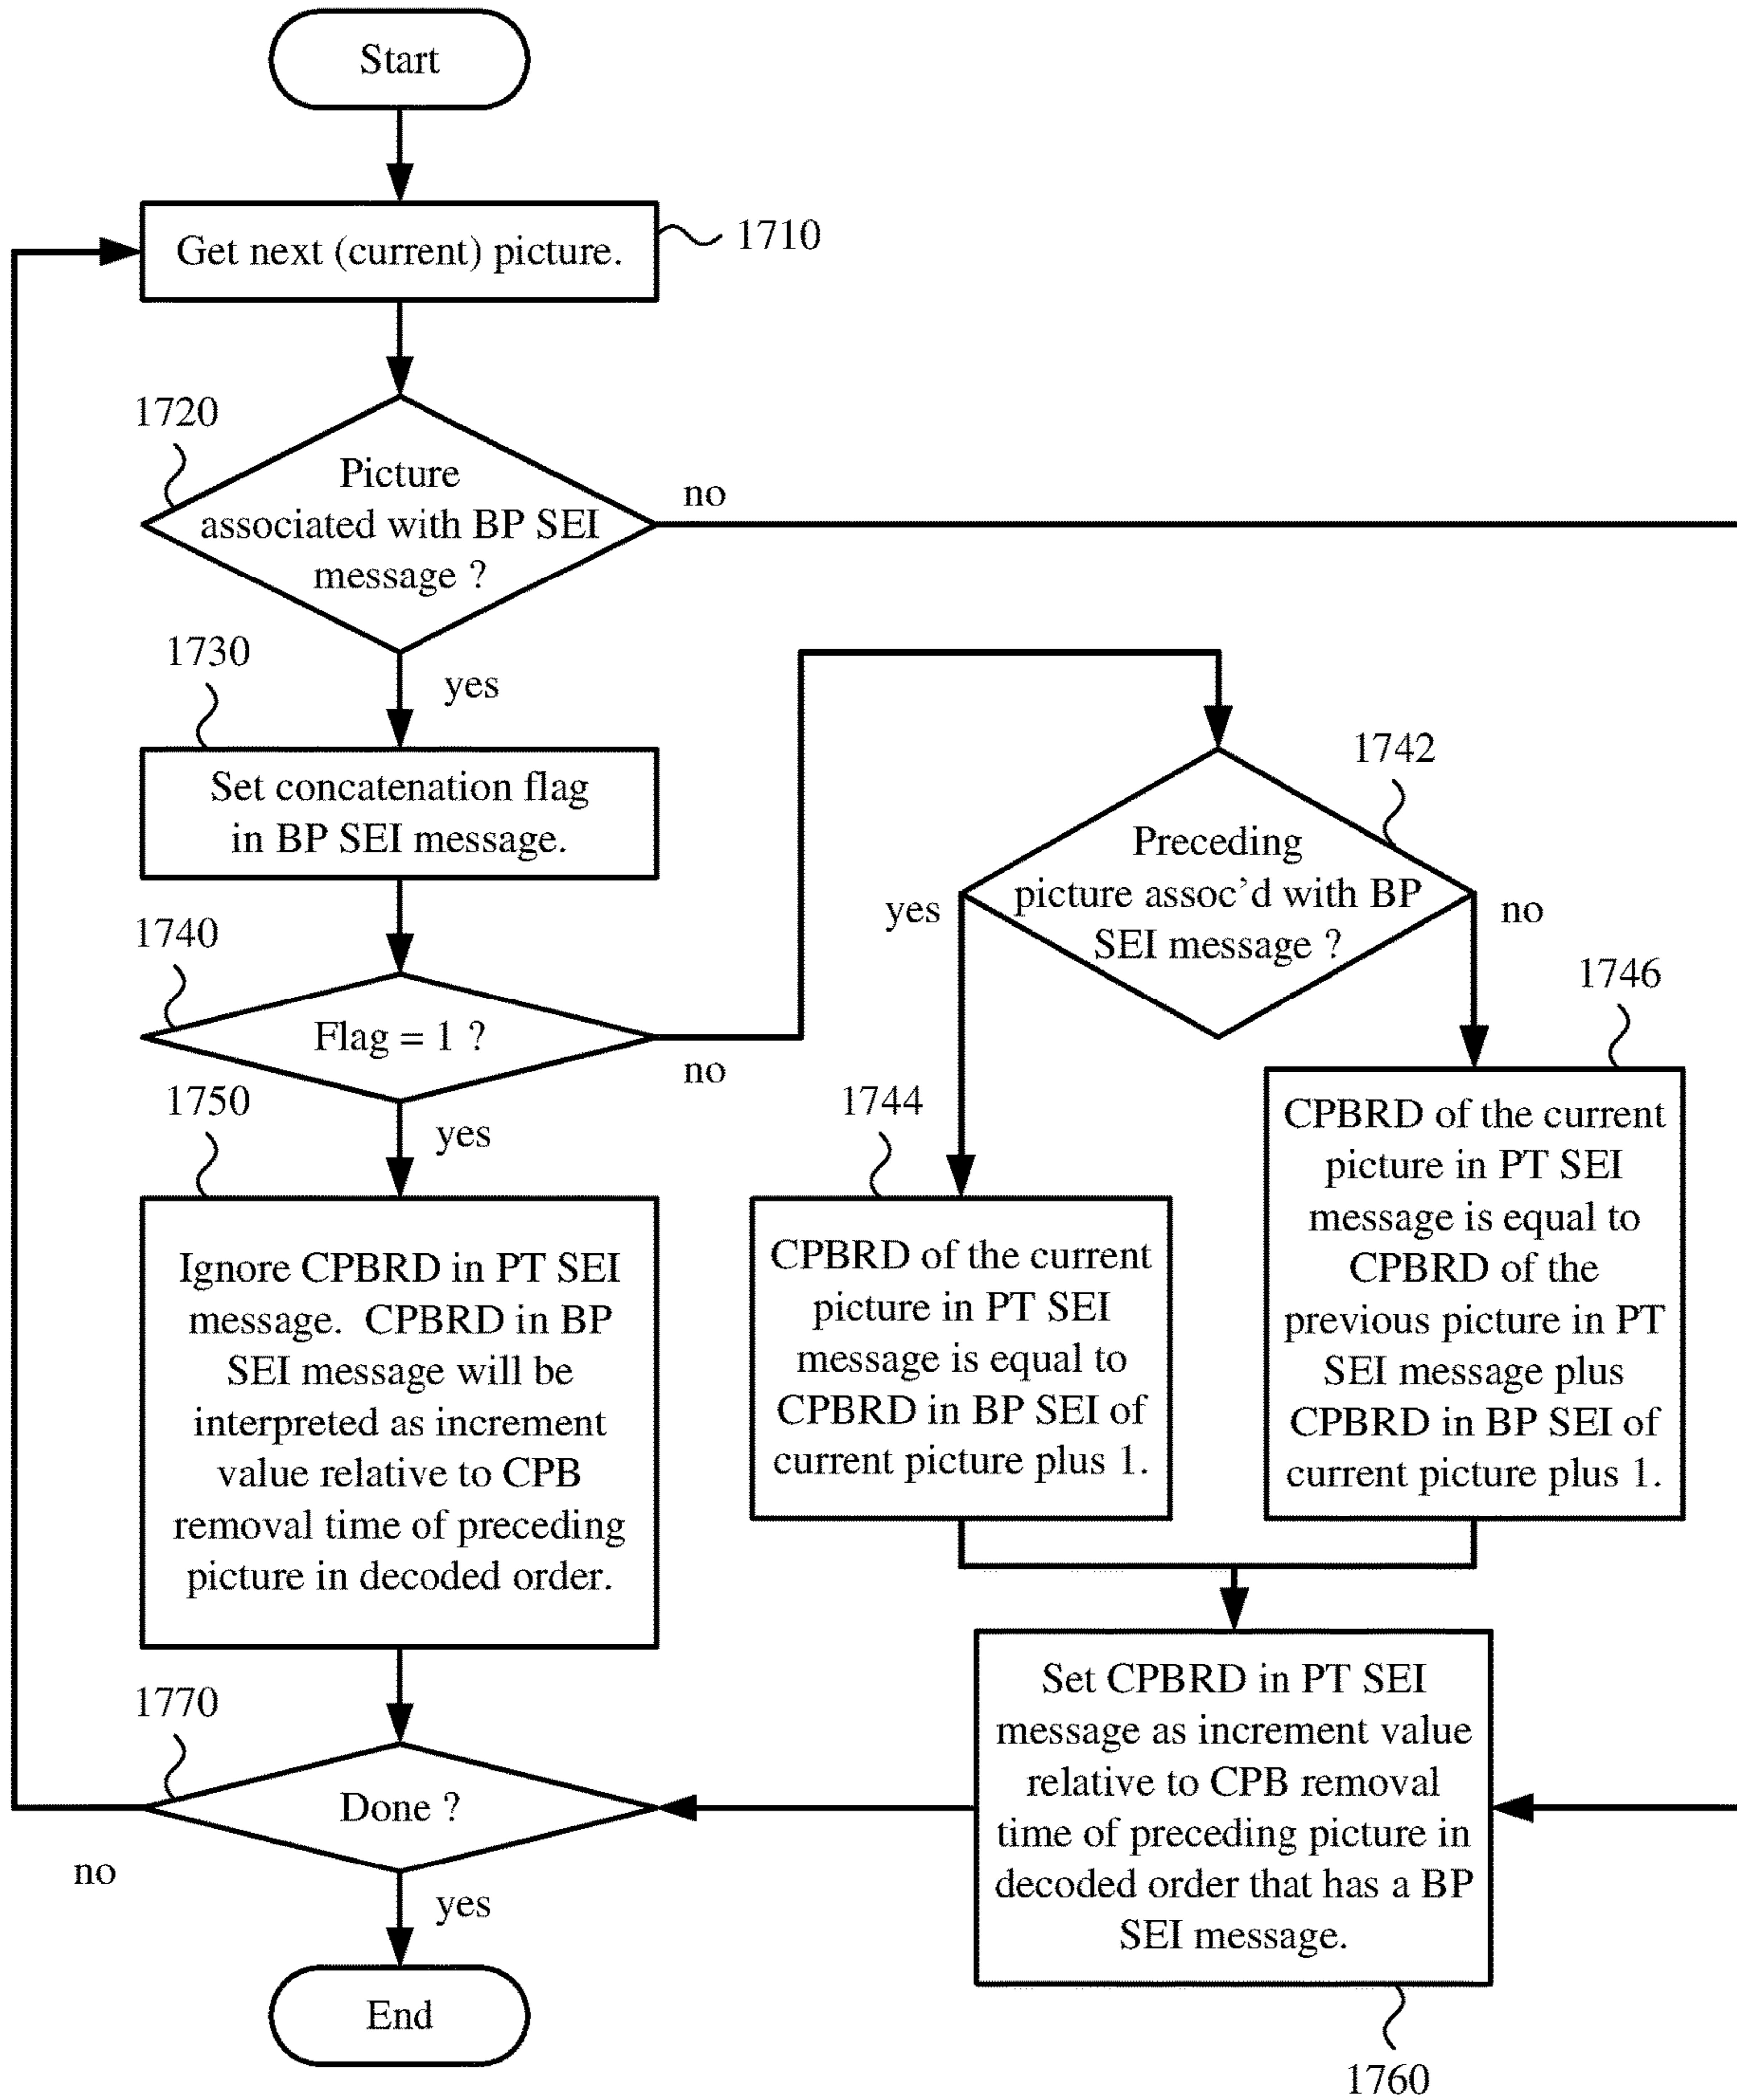 Start
Get next (current) picture.
1710
1720
Picture
associated with BP SEI
message ?
no
yes
1730
Set concatenation flag
in BP SEI message.
1740
Flag = 1 ?
no
yes
1742
Preceding
picture assoc'd with BP
SEI message ?
yes
no
1744
CPBRD of the current
picture in PT SEI
message is equal to
CPBRD in BP SEI of
current picture plus 1.
1746
CPBRD of the current
picture in PT SEI
message is equal to
CPBRD of the
previous picture in PT
SEI message plus
CPBRD in BP SEI of
current picture plus 1.
1750
Ignore CPBRD in PT SEI
message.  CPBRD in BP
SEI message will be
interpreted as increment
value relative to CPB
removal time of preceding
picture in decoded order.
Set CPBRD in PT SEI
message as increment value
relative to CPB removal
time of preceding picture in
decoded order that has a BP
SEI message.
1760
1770
Done ?
no
yes
End